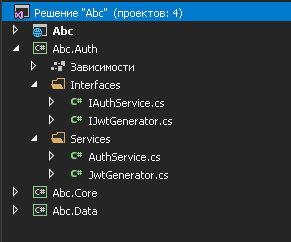 Решение "Abc" (проектов: 4)
Abc
Abc.Auth
Зависимости
Interfaces
IAuthService.cs
IJwtGenerator.cs
Services
AuthService.cs
JwtGenerator.cs
Abc.Core
Abc.Data